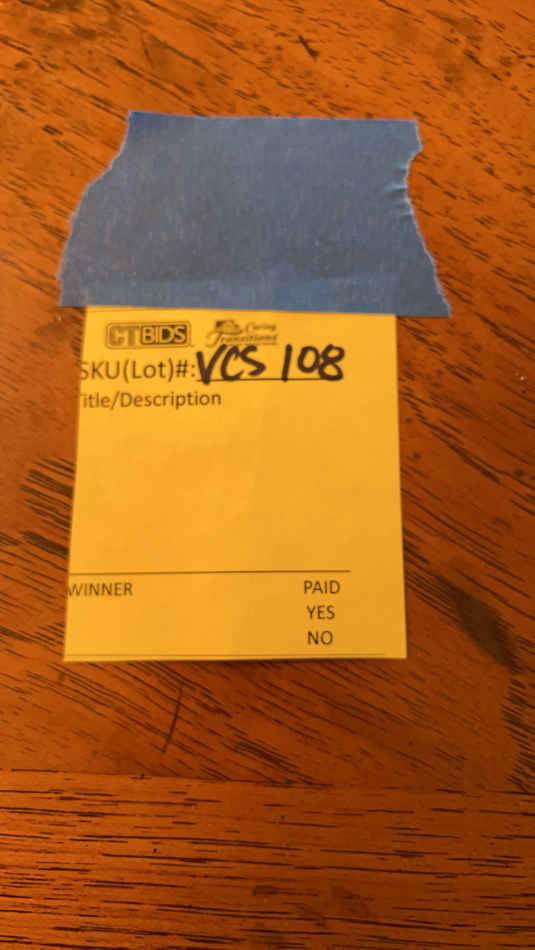 CTBIDS Caring Transitions
SKU(Lot)#: VCS 108
Title/Description
WINNER PAID
YES
NO